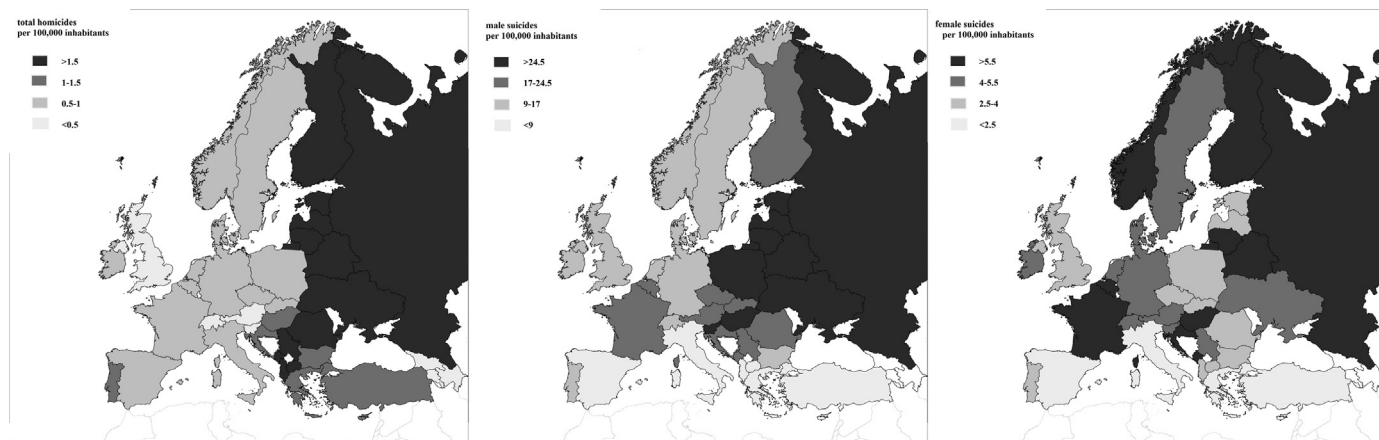 total homicides
per 100,000 inhabitants
>1.5
1-1.5
0.5-1
<0.5
male suicides
per 100,000 inhabitants
>24.5
17-24.5
9-17
<9
female suicides
per 100,000 inhabitants
>5.5
4-5.5
2.5-4
<2.5